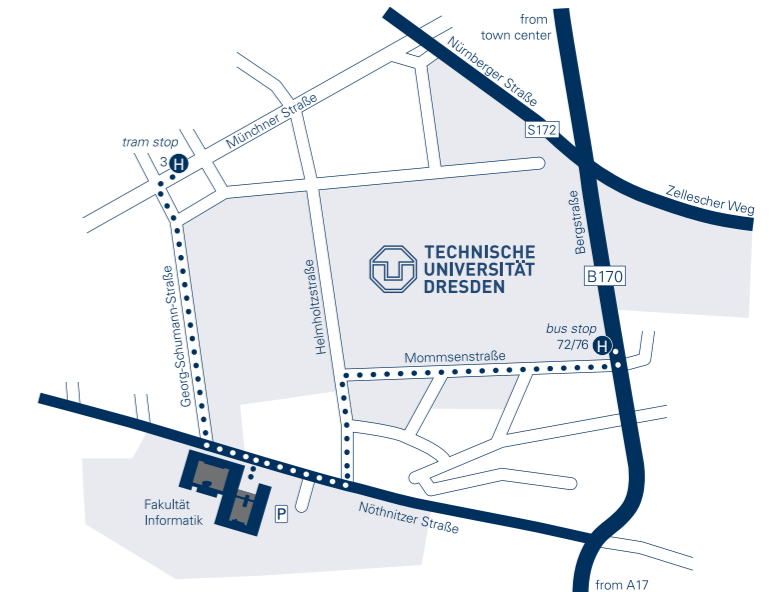 from
town center
Nürnberger Straße
S172
Münchner Straße
tram stop
3 H
Zellescher Weg
Bergstraße
TECHNISCHE
UNIVERSITÄT
DRESDEN
B170
Helmholtzstraße
Georg-Schumann-Straße
bus stop
72/76 H
Mommsenstraße
Fakultät
Informatik
P
Nöthnitzer Straße
from A17